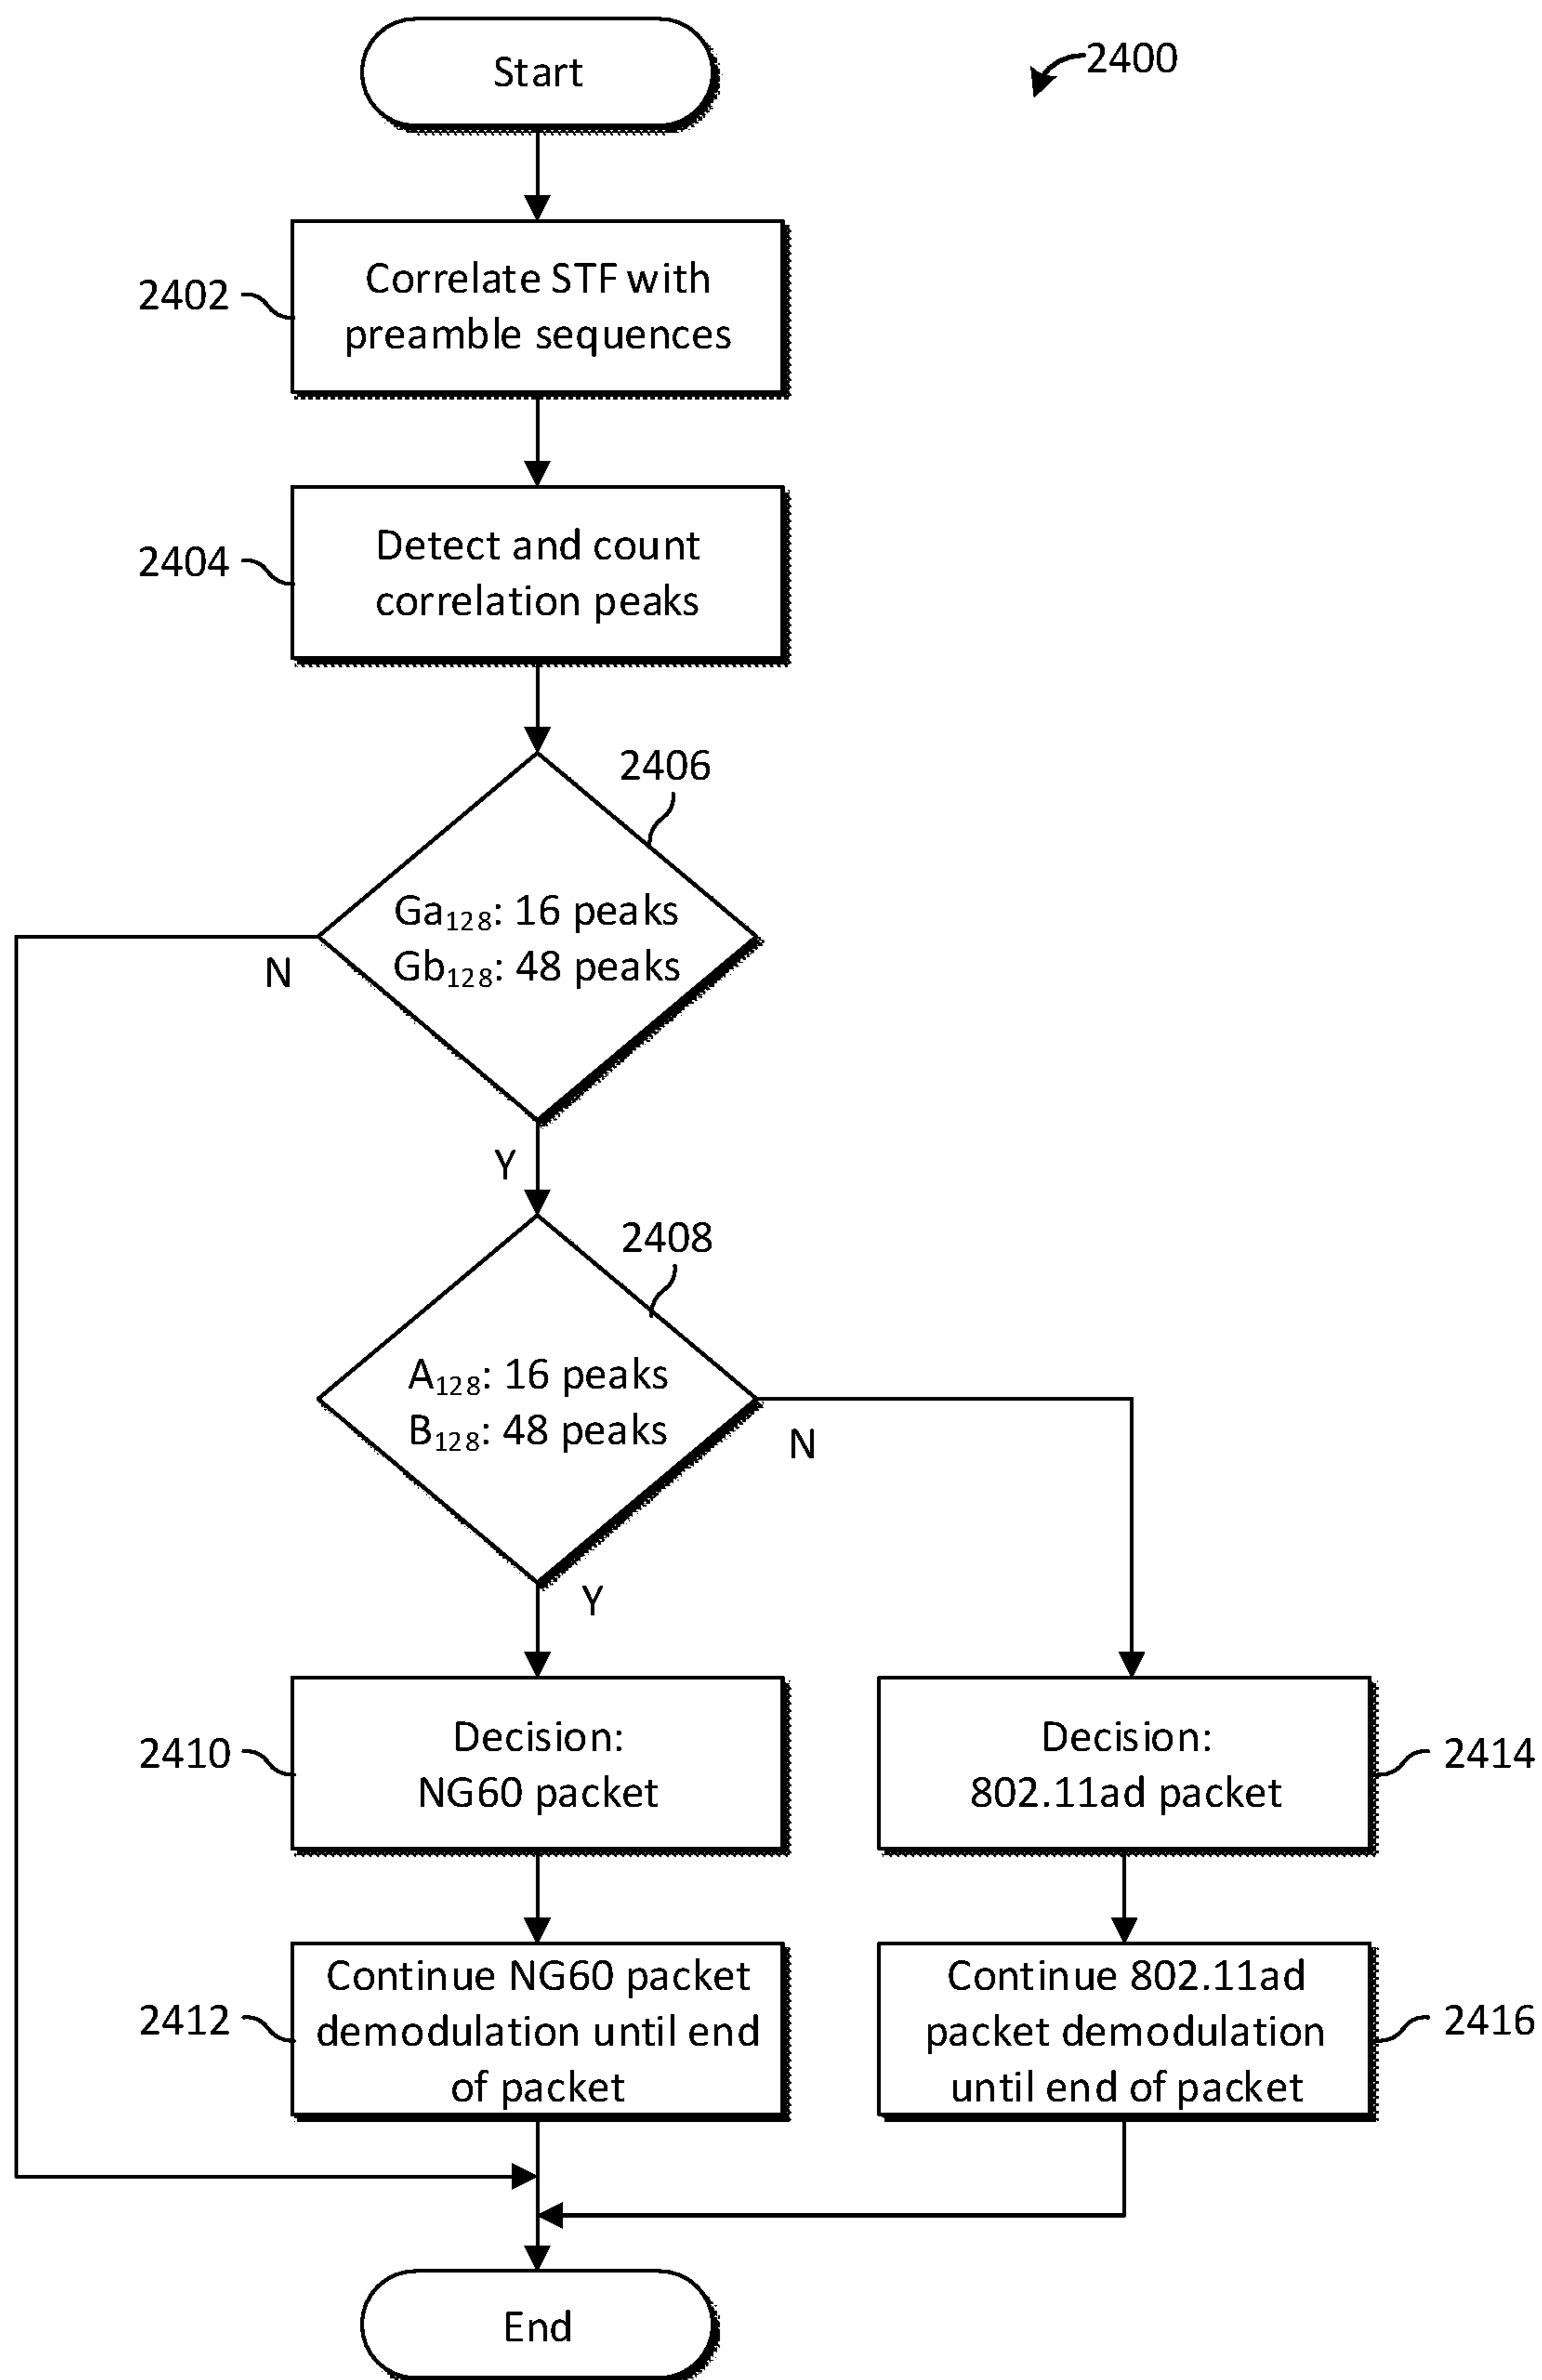 Start
2400
2402
Correlate STF with
preamble sequences
2404
Detect and count
correlation peaks
2406
Ga₁₂₈: 16 peaks
Gb₁₂₈: 48 peaks
N
Y
2408
A₁₂₈: 16 peaks
B₁₂₈: 48 peaks
N
Y
2410
Decision:
NG60 packet
Decision:
802.11ad packet
2414
2412
Continue NG60 packet
demodulation until end
of packet
Continue 802.11ad
packet demodulation
until end of packet
2416
End